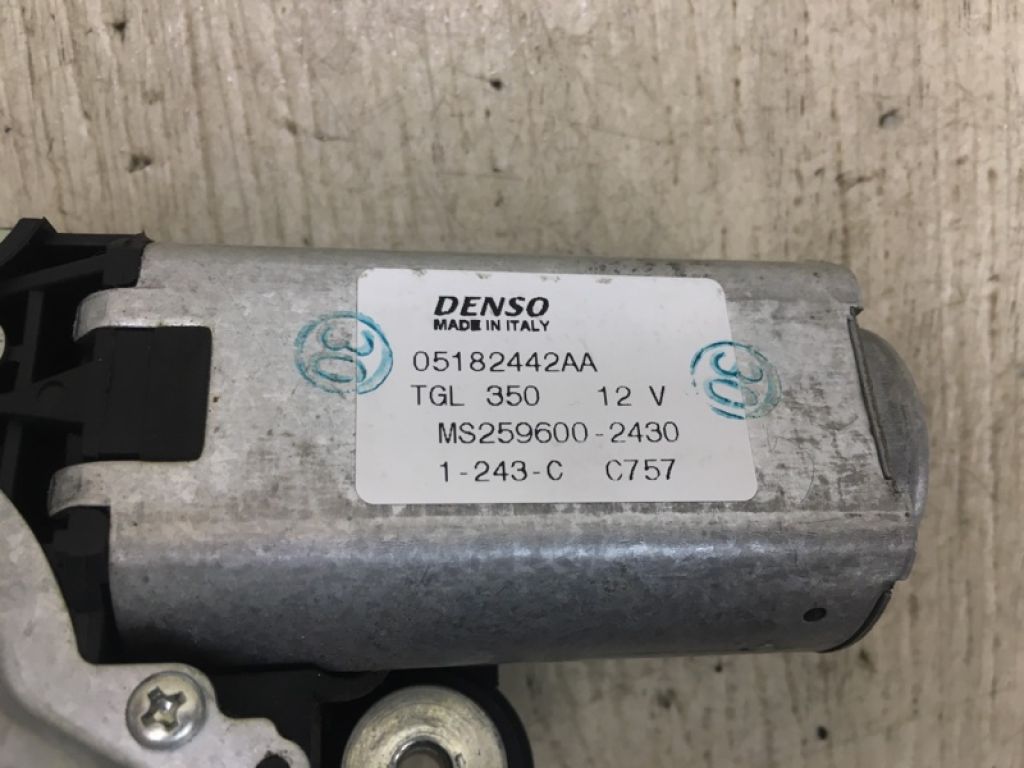 DENSO
MADE IN ITALY
05182442AA
TGL 350 12 V
MS259600-2430
1-243-C C757
30
30